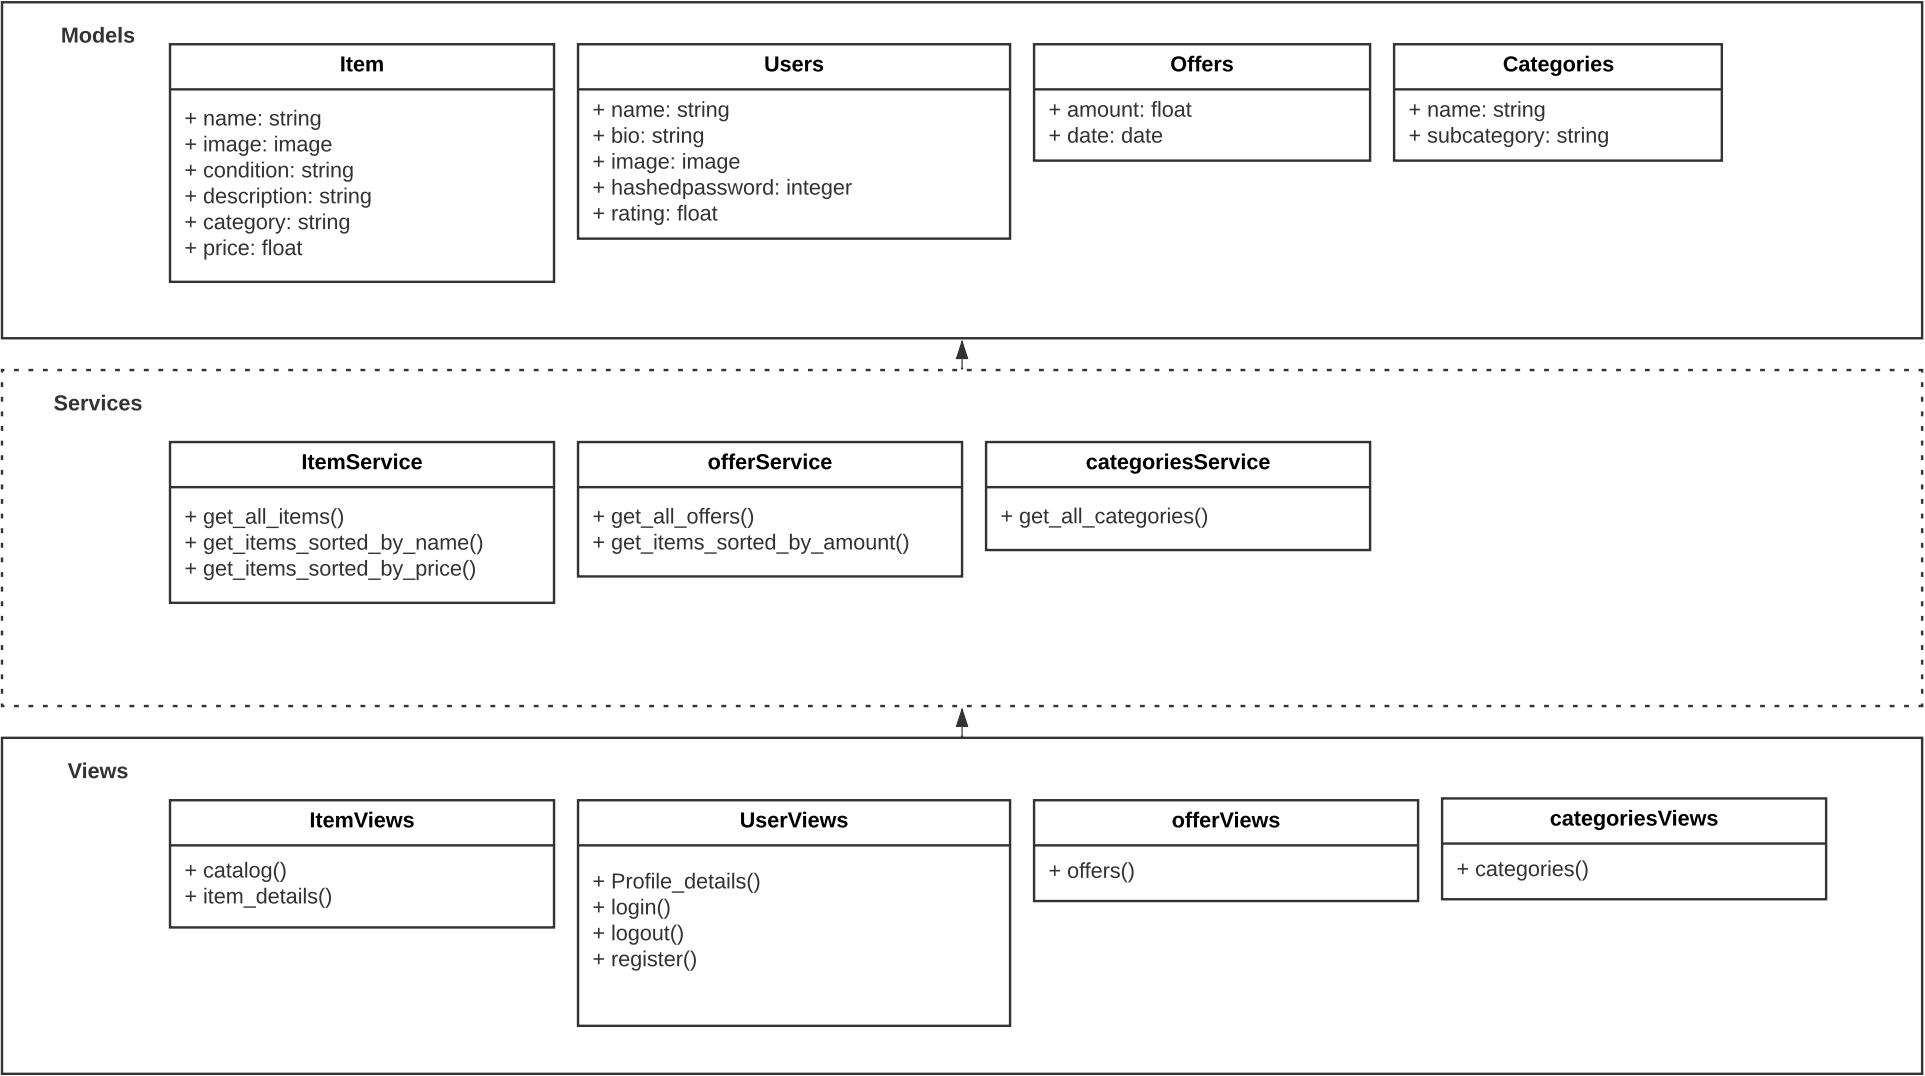 Models
Item
+ name: string
+ image: image
+ condition: string
+ description: string
+ category: string
+ price: float
Users
+ name: string
+ bio: string
+ image: image
+ hashedpassword: integer
+ rating: float
Offers
+ amount: float
+ date: date
Categories
+ name: string
+ subcategory: string
Services
ItemService
+ get_all_items()
+ get_items_sorted_by_name()
+ get_items_sorted_by_price()
offerService
+ get_all_offers()
+ get_items_sorted_by_amount()
categoriesService
+ get_all_categories()
Views
ItemViews
+ catalog()
+ item_details()
UserViews
+ Profile_details()
+ login()
+ logout()
+ register()
offerViews
+ offers()
categoriesViews
+ categories()